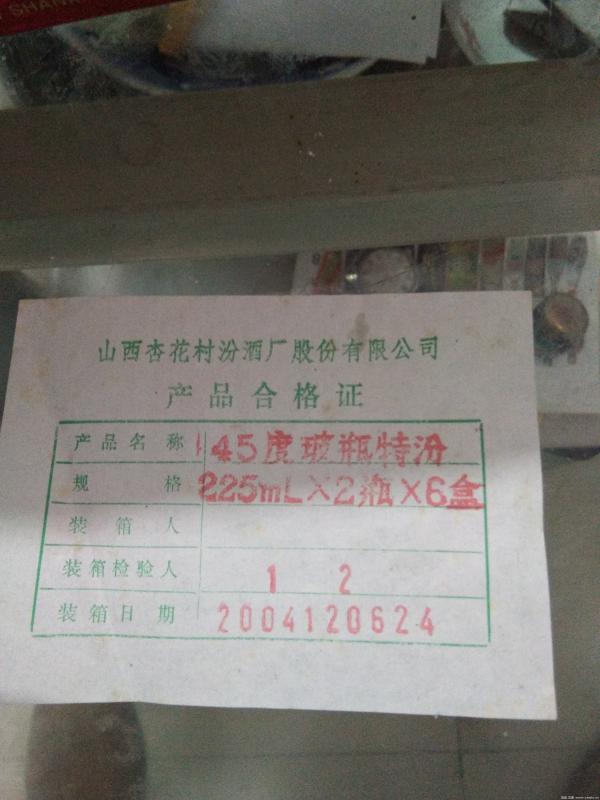 SHAN
山西杏花村汾酒厂股份有限公司
产品合格证
产品名称 45度玻瓶特汾
规格 225mL×2瓶×6盒
装箱人
装箱检验人 1 2
装箱日期 2004120624